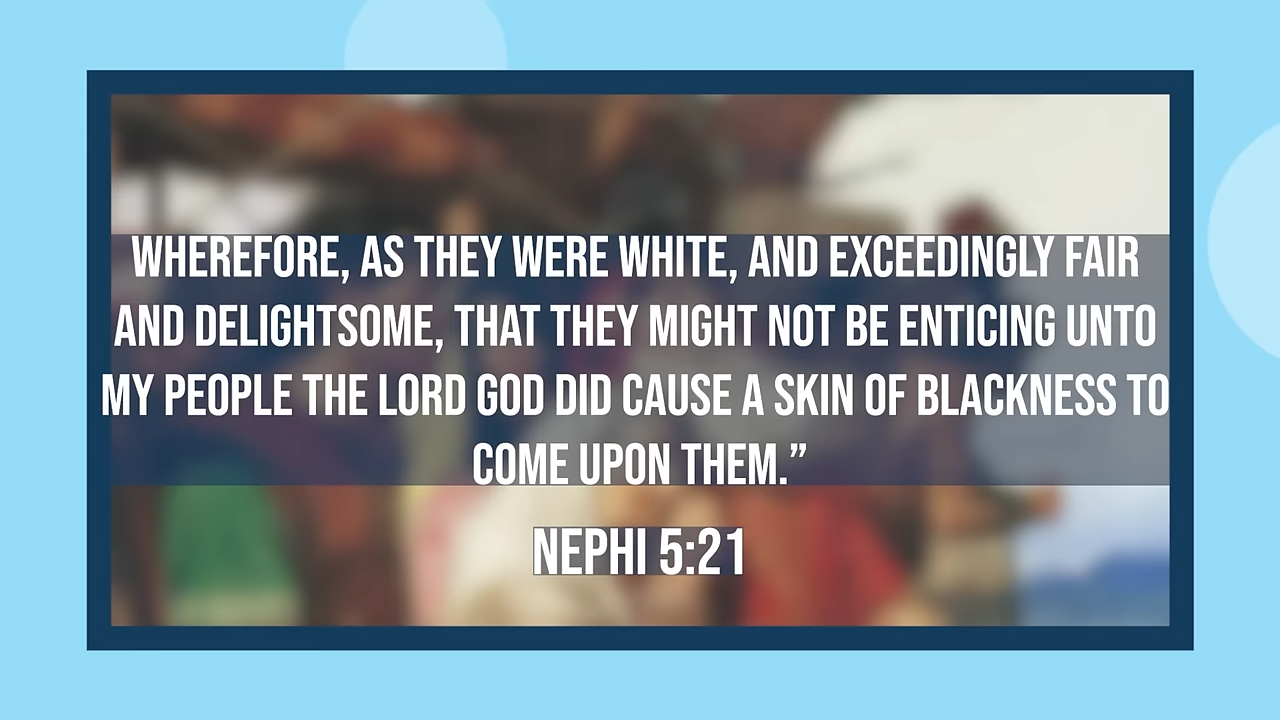 WHEREFORE, AS THEY WERE WHITE, AND EXCEEDINGLY FAIR
AND DELIGHTSOME, THAT THEY MIGHT NOT BE ENTICING UNTO
MY PEOPLE THE LORD GOD DID CAUSE A SKIN OF BLACKNESS TO
COME UPON THEM.”
NEPHI 5:21